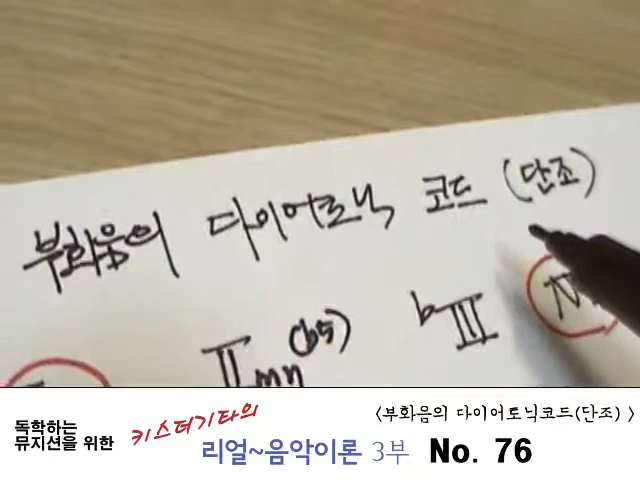 부화음의 다이어토닉 코드 (단조)
IImn(b5) bIII
독학하는
뮤지션을 위한
키스더기타의
리얼~음악이론 3부 No. 76
<부화음의 다이어토닉코드(단조) >